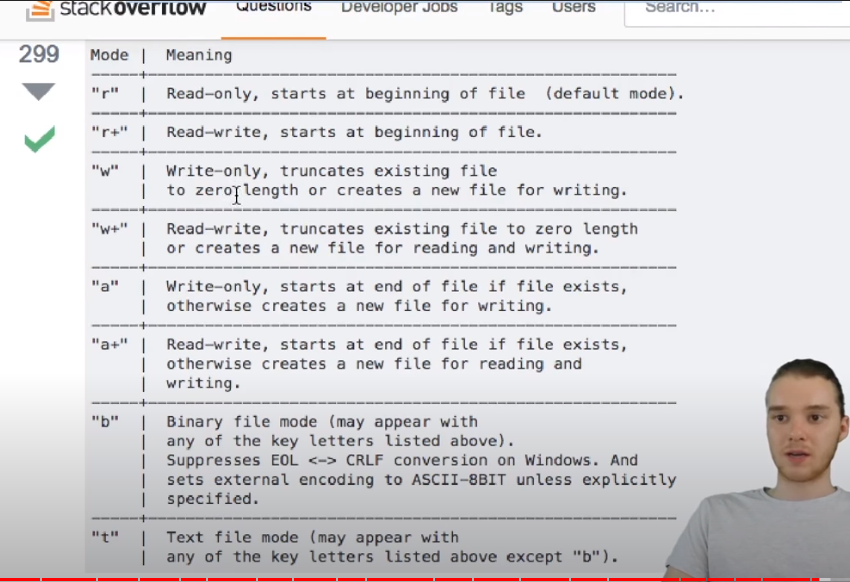 stackoverflow Questions Developer Jobs Tags Users Search...
299
Mode | Meaning
-----+--------------------------------------------------------
"r" | Read-only, starts at beginning of file (default mode).
-----+--------------------------------------------------------
"r+" | Read-write, starts at beginning of file.
-----+--------------------------------------------------------
"w" | Write-only, truncates existing file
| to zero length or creates a new file for writing.
-----+--------------------------------------------------------
"w+" | Read-write, truncates existing file to zero length
| or creates a new file for reading and writing.
-----+--------------------------------------------------------
"a" | Write-only, starts at end of file if file exists,
| otherwise creates a new file for writing.
-----+--------------------------------------------------------
"a+" | Read-write, starts at end of file if file exists,
| otherwise creates a new file for reading and
| writing.
-----+--------------------------------------------------------
"b" | Binary file mode (may appear with
| any of the key letters listed above).
| Suppresses EOL <-> CRLF conversion on Windows. And
| sets external encoding to ASCII-8BIT unless explicitly
| specified.
-----+--------------------------------------------------------
"t" | Text file mode (may appear with
| any of the key letters listed above except "b").